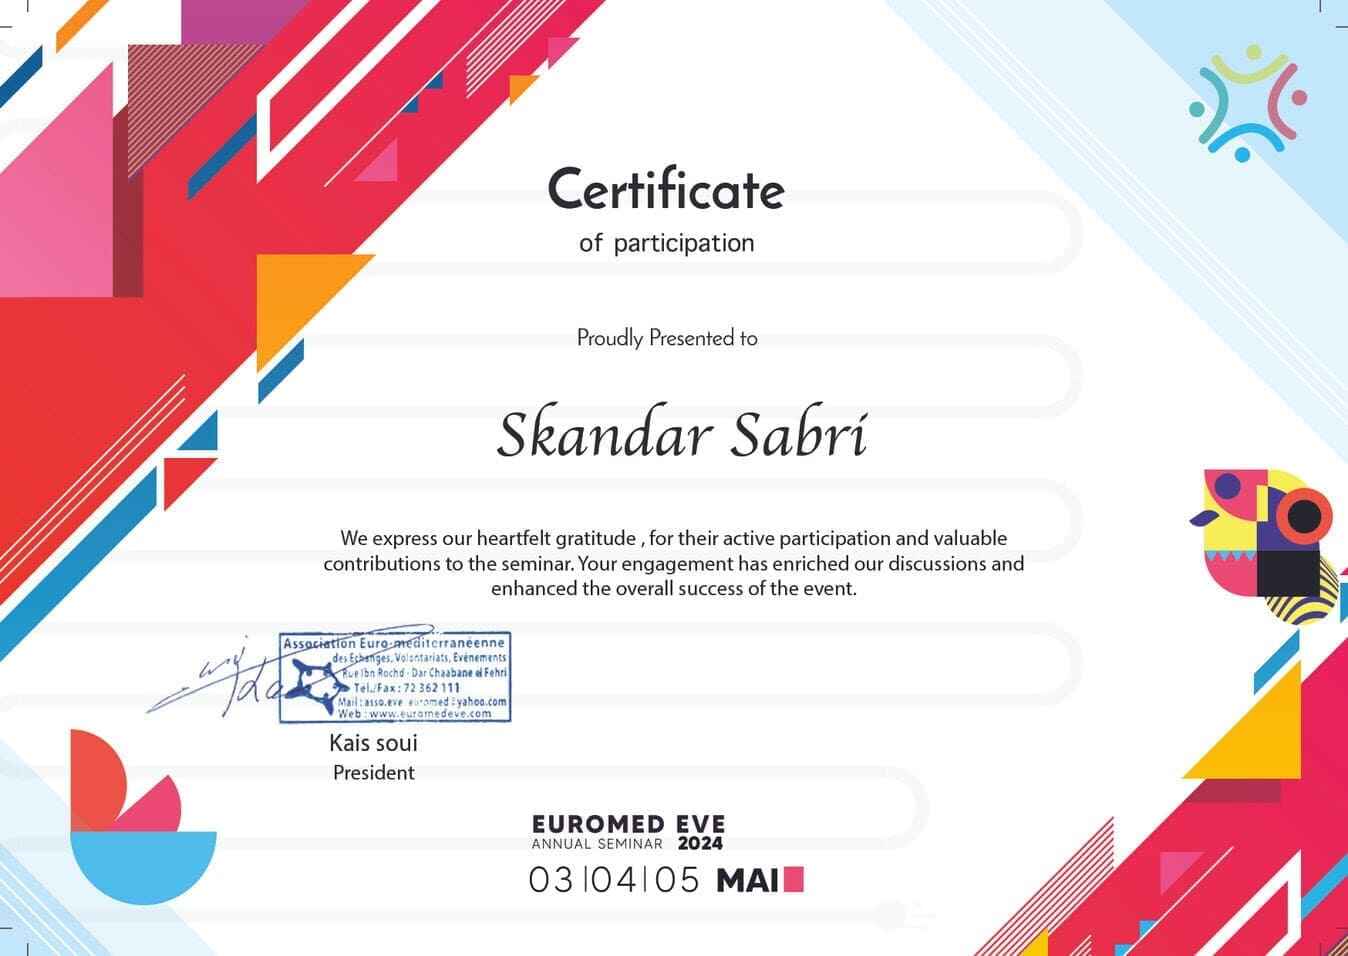 Certificate
of participation
Proudly Presented to
Skandar Sabri
We express our heartfelt gratitude , for their active participation and valuable
contributions to the seminar. Your engagement has enriched our discussions and
enhanced the overall success of the event.
Association Euro-mediterranéenne
des Echanges, Volontariats, Evénements
Rue Ibn Rochd - Dar Chaabane el Fehri
Tel./Fax : 72 362 111
Mail : asso.eve euromed yahoo.com
Web : www.euromedeve.com
Kais soui
President
EUROMED EVE
ANNUAL SEMINAR 2024
03 |04| 05 MAI